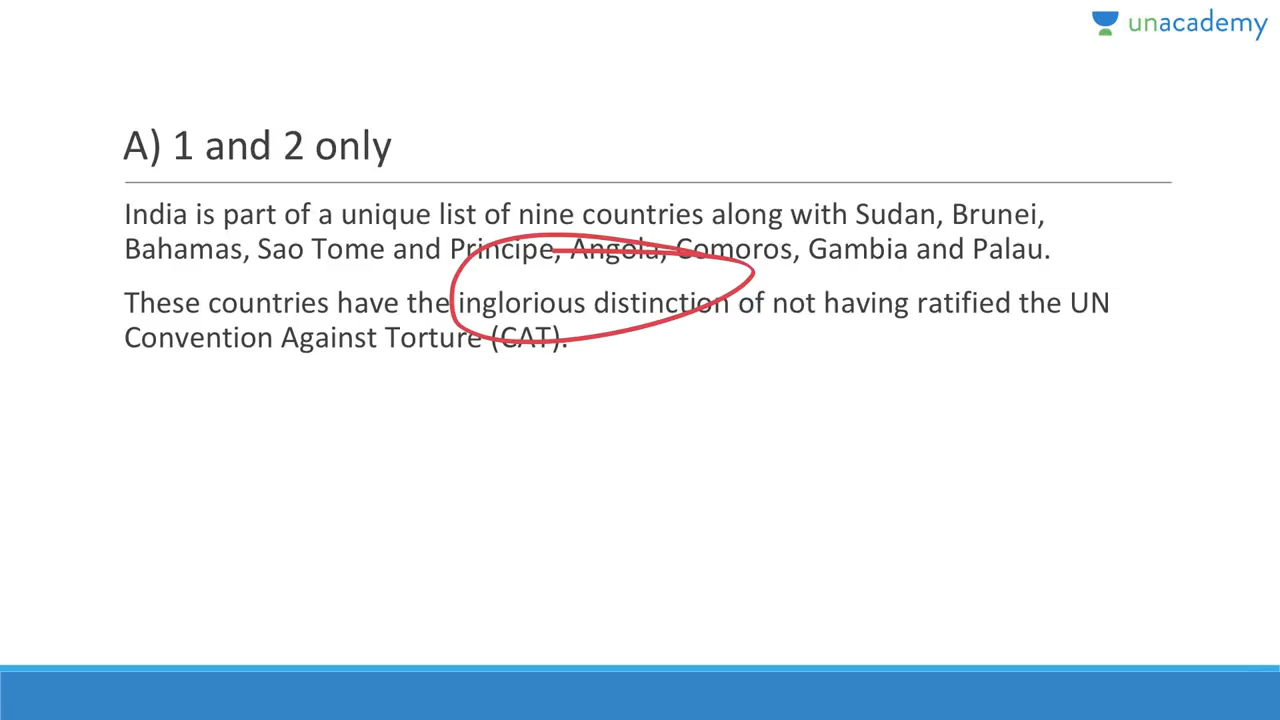 unacademy
A) 1 and 2 only
India is part of a unique list of nine countries along with Sudan, Brunei,
Bahamas, Sao Tome and Principe, Angola, Comoros, Gambia and Palau.
These countries have the inglorious distinction of not having ratified the UN
Convention Against Torture (CAT).